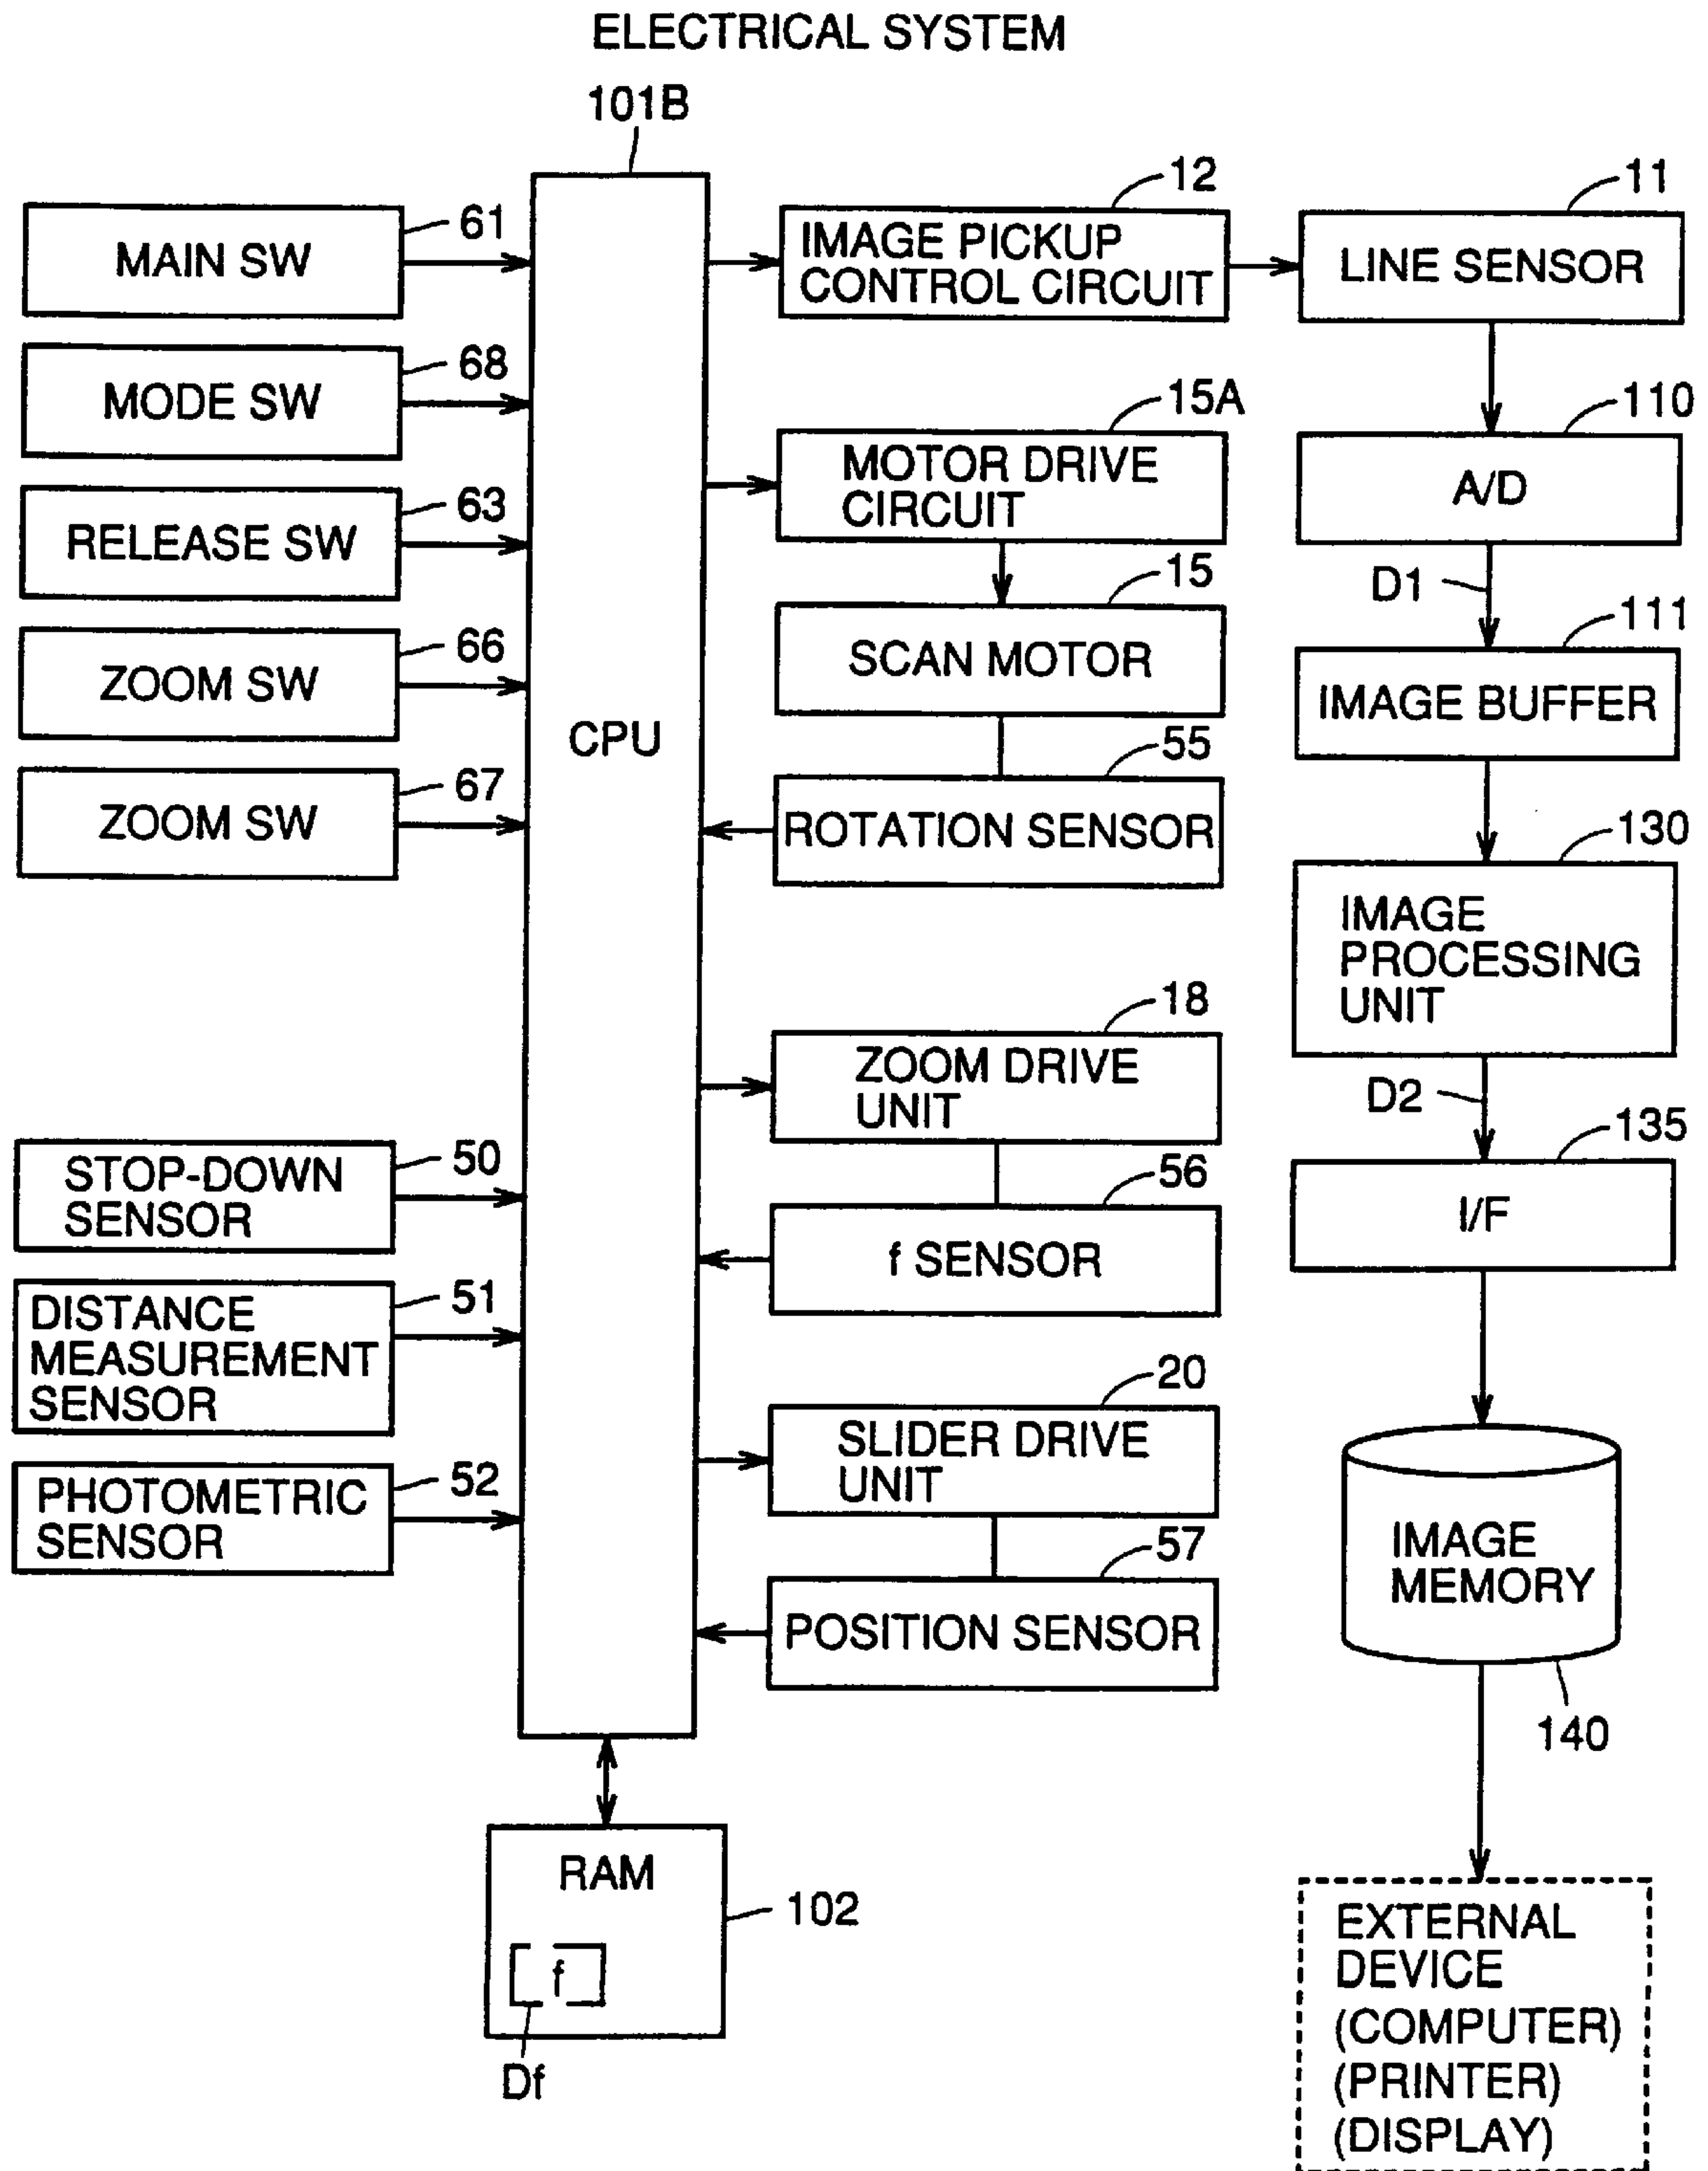 ELECTRICAL SYSTEM
101B
61
MAIN SW
68
MODE SW
63
RELEASE SW
66
ZOOM SW
67
ZOOM SW
50
STOP-DOWN
SENSOR
51
DISTANCE
MEASUREMENT
SENSOR
52
PHOTOMETRIC
SENSOR
CPU
RAM
102
f
Df
12
IMAGE PICKUP
CONTROL CIRCUIT
15A
MOTOR DRIVE
CIRCUIT
15
SCAN MOTOR
55
ROTATION SENSOR
18
ZOOM DRIVE
UNIT
56
f SENSOR
20
SLIDER DRIVE
UNIT
57
POSITION SENSOR
11
LINE SENSOR
110
A/D
D1
111
IMAGE BUFFER
130
IMAGE
PROCESSING
UNIT
D2
135
I/F
IMAGE
MEMORY
140
EXTERNAL
DEVICE
(COMPUTER)
(PRINTER)
(DISPLAY)